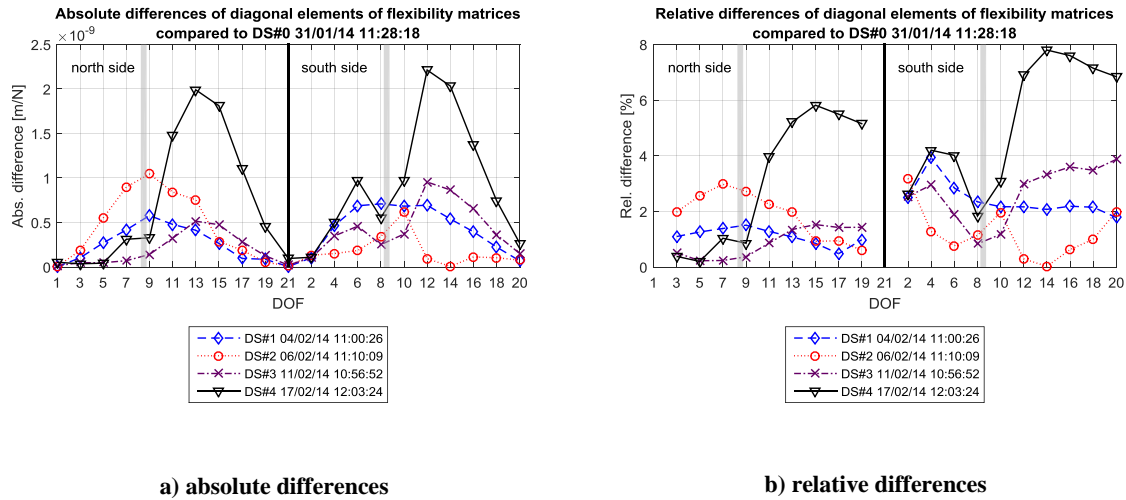 Absolute differences of diagonal elements of flexibility matrices
compared to DS#0 31/01/14 11:28:18
×10⁻⁹
2.5
2
1.5
1
0.5
0
Abs. difference [m/N]
north side
south side
1 3 5 7 9 11 13 15 17 19 21 2 4 6 8 10 12 14 16 18 20
DOF
DS#1 04/02/14 11:00:26
DS#2 06/02/14 11:10:09
DS#3 11/02/14 10:56:52
DS#4 17/02/14 12:03:24
a) absolute differences
Relative differences of diagonal elements of flexibility matrices
compared to DS#0 31/01/14 11:28:18
8
6
4
2
0
Rel. difference [%]
north side
south side
1 3 5 7 9 11 13 15 17 19 21 2 4 6 8 10 12 14 16 18 20
DOF
DS#1 04/02/14 11:00:26
DS#2 06/02/14 11:10:09
DS#3 11/02/14 10:56:52
DS#4 17/02/14 12:03:24
b) relative differences